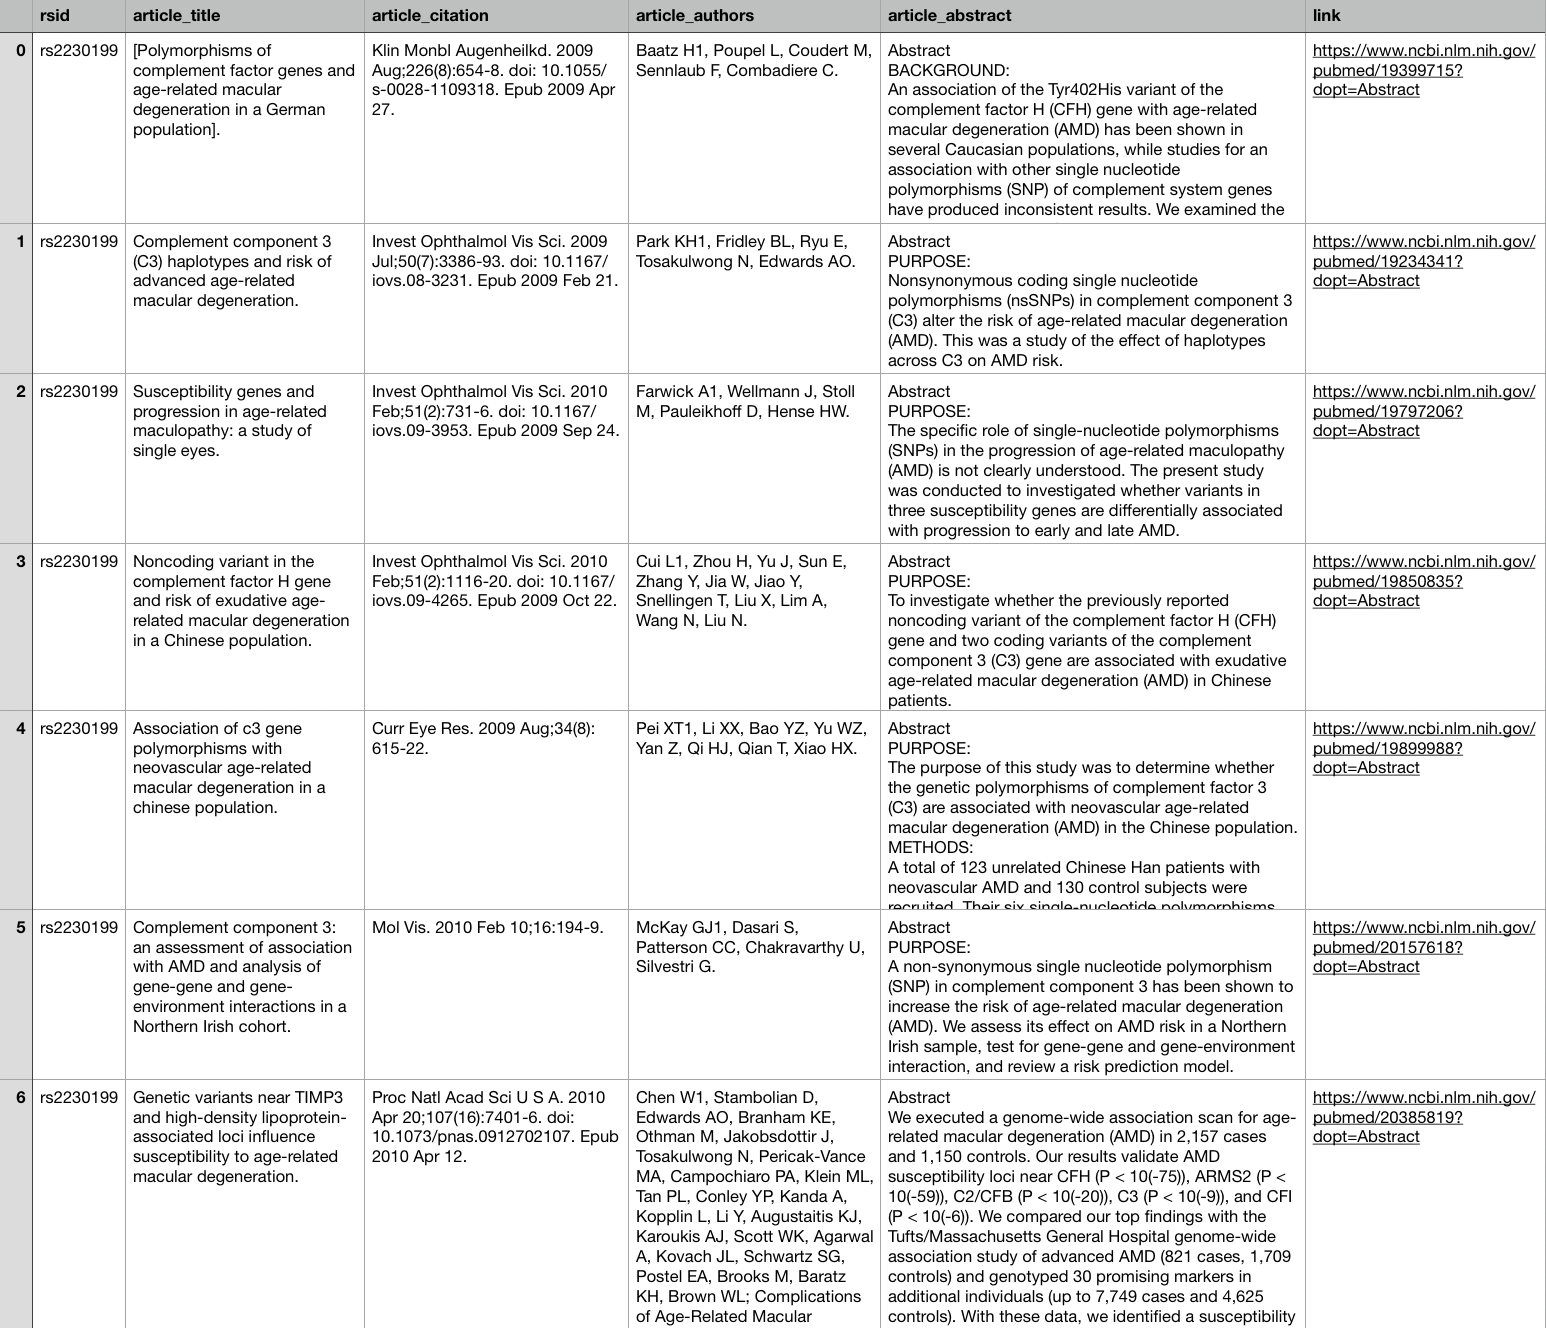 rsid article_title article_citation article_authors article_abstract link
0 rs2230199
[Polymorphisms of
complement factor genes and
age-related macular
degeneration in a German
population].
Klin Monbl Augenheilkd. 2009
Aug;226(8):654-8. doi: 10.1055/
s-0028-1109318. Epub 2009 Apr
27.
Baatz H1, Poupel L, Coudert M,
Sennlaub F, Combadiere C.
Abstract
BACKGROUND:
An association of the Tyr402His variant of the
complement factor H (CFH) gene with age-related
macular degeneration (AMD) has been shown in
several Caucasian populations, while studies for an
association with other single nucleotide
polymorphisms (SNP) of complement system genes
have produced inconsistent results. We examined the
https://www.ncbi.nlm.nih.gov/
pubmed/19399715?
dopt=Abstract
1 rs2230199
Complement component 3
(C3) haplotypes and risk of
advanced age-related
macular degeneration.
Invest Ophthalmol Vis Sci. 2009
Jul;50(7):3386-93. doi: 10.1167/
iovs.08-3231. Epub 2009 Feb 21.
Park KH1, Fridley BL, Ryu E,
Tosakulwong N, Edwards AO.
Abstract
PURPOSE:
Nonsynonymous coding single nucleotide
polymorphisms (nsSNPs) in complement component 3
(C3) alter the risk of age-related macular degeneration
(AMD). This was a study of the effect of haplotypes
across C3 on AMD risk.
https://www.ncbi.nlm.nih.gov/
pubmed/19234341?
dopt=Abstract
2 rs2230199
Susceptibility genes and
progression in age-related
maculopathy: a study of
single eyes.
Invest Ophthalmol Vis Sci. 2010
Feb;51(2):731-6. doi: 10.1167/
iovs.09-3953. Epub 2009 Sep 24.
Farwick A1, Wellmann J, Stoll
M, Pauleikhoff D, Hense HW.
Abstract
PURPOSE:
The specific role of single-nucleotide polymorphisms
(SNPs) in the progression of age-related maculopathy
(AMD) is not clearly understood. The present study
was conducted to investigated whether variants in
three susceptibility genes are differentially associated
with progression to early and late AMD.
https://www.ncbi.nlm.nih.gov/
pubmed/19797206?
dopt=Abstract
3 rs2230199
Noncoding variant in the
complement factor H gene
and risk of exudative age-
related macular degeneration
in a Chinese population.
Invest Ophthalmol Vis Sci. 2010
Feb;51(2):1116-20. doi: 10.1167/
iovs.09-4265. Epub 2009 Oct 22.
Cui L1, Zhou H, Yu J, Sun E,
Zhang Y, Jia W, Jiao Y,
Snellingen T, Liu X, Lim A,
Wang N, Liu N.
Abstract
PURPOSE:
To investigate whether the previously reported
noncoding variant of the complement factor H (CFH)
gene and two coding variants of the complement
component 3 (C3) gene are associated with exudative
age-related macular degeneration (AMD) in Chinese
patients.
https://www.ncbi.nlm.nih.gov/
pubmed/19850835?
dopt=Abstract
4 rs2230199
Association of c3 gene
polymorphisms with
neovascular age-related
macular degeneration in a
chinese population.
Curr Eye Res. 2009 Aug;34(8):
615-22.
Pei XT1, Li XX, Bao YZ, Yu WZ,
Yan Z, Qi HJ, Qian T, Xiao HX.
Abstract
PURPOSE:
The purpose of this study was to determine whether
the genetic polymorphisms of complement factor 3
(C3) are associated with neovascular age-related
macular degeneration (AMD) in the Chinese population.
METHODS:
A total of 123 unrelated Chinese Han patients with
neovascular AMD and 130 control subjects were
recruited. Their six single-nucleotide polymorphisms
https://www.ncbi.nlm.nih.gov/
pubmed/19899988?
dopt=Abstract
5 rs2230199
Complement component 3:
an assessment of association
with AMD and analysis of
gene-gene and gene-
environment interactions in a
Northern Irish cohort.
Mol Vis. 2010 Feb 10;16:194-9.
McKay GJ1, Dasari S,
Patterson CC, Chakravarthy U,
Silvestri G.
Abstract
PURPOSE:
A non-synonymous single nucleotide polymorphism
(SNP) in complement component 3 has been shown to
increase the risk of age-related macular degeneration
(AMD). We assess its effect on AMD risk in a Northern
Irish sample, test for gene-gene and gene-environment
interaction, and review a risk prediction model.
https://www.ncbi.nlm.nih.gov/
pubmed/20157618?
dopt=Abstract
6 rs2230199
Genetic variants near TIMP3
and high-density lipoprotein-
associated loci influence
susceptibility to age-related
macular degeneration.
Proc Natl Acad Sci U S A. 2010
Apr 20;107(16):7401-6. doi:
10.1073/pnas.0912702107. Epub
2010 Apr 12.
Chen W1, Stambolian D,
Edwards AO, Branham KE,
Othman M, Jakobsdottir J,
Tosakulwong N, Pericak-Vance
MA, Campochiaro PA, Klein ML,
Tan PL, Conley YP, Kanda A,
Kopplin L, Li Y, Augustaitis KJ,
Karoukis AJ, Scott WK, Agarwal
A, Kovach JL, Schwartz SG,
Postel EA, Brooks M, Baratz
KH, Brown WL; Complications
of Age-Related Macular
Abstract
We executed a genome-wide association scan for age-
related macular degeneration (AMD) in 2,157 cases
and 1,150 controls. Our results validate AMD
susceptibility loci near CFH (P < 10(-75)), ARMS2 (P <
10(-59)), C2/CFB (P < 10(-20)), C3 (P < 10(-9)), and CFI
(P < 10(-6)). We compared our top findings with the
Tufts/Massachusetts General Hospital genome-wide
association study of advanced AMD (821 cases, 1,709
controls) and genotyped 30 promising markers in
additional individuals (up to 7,749 cases and 4,625
controls). With these data, we identified a susceptibility
https://www.ncbi.nlm.nih.gov/
pubmed/20385819?
dopt=Abstract